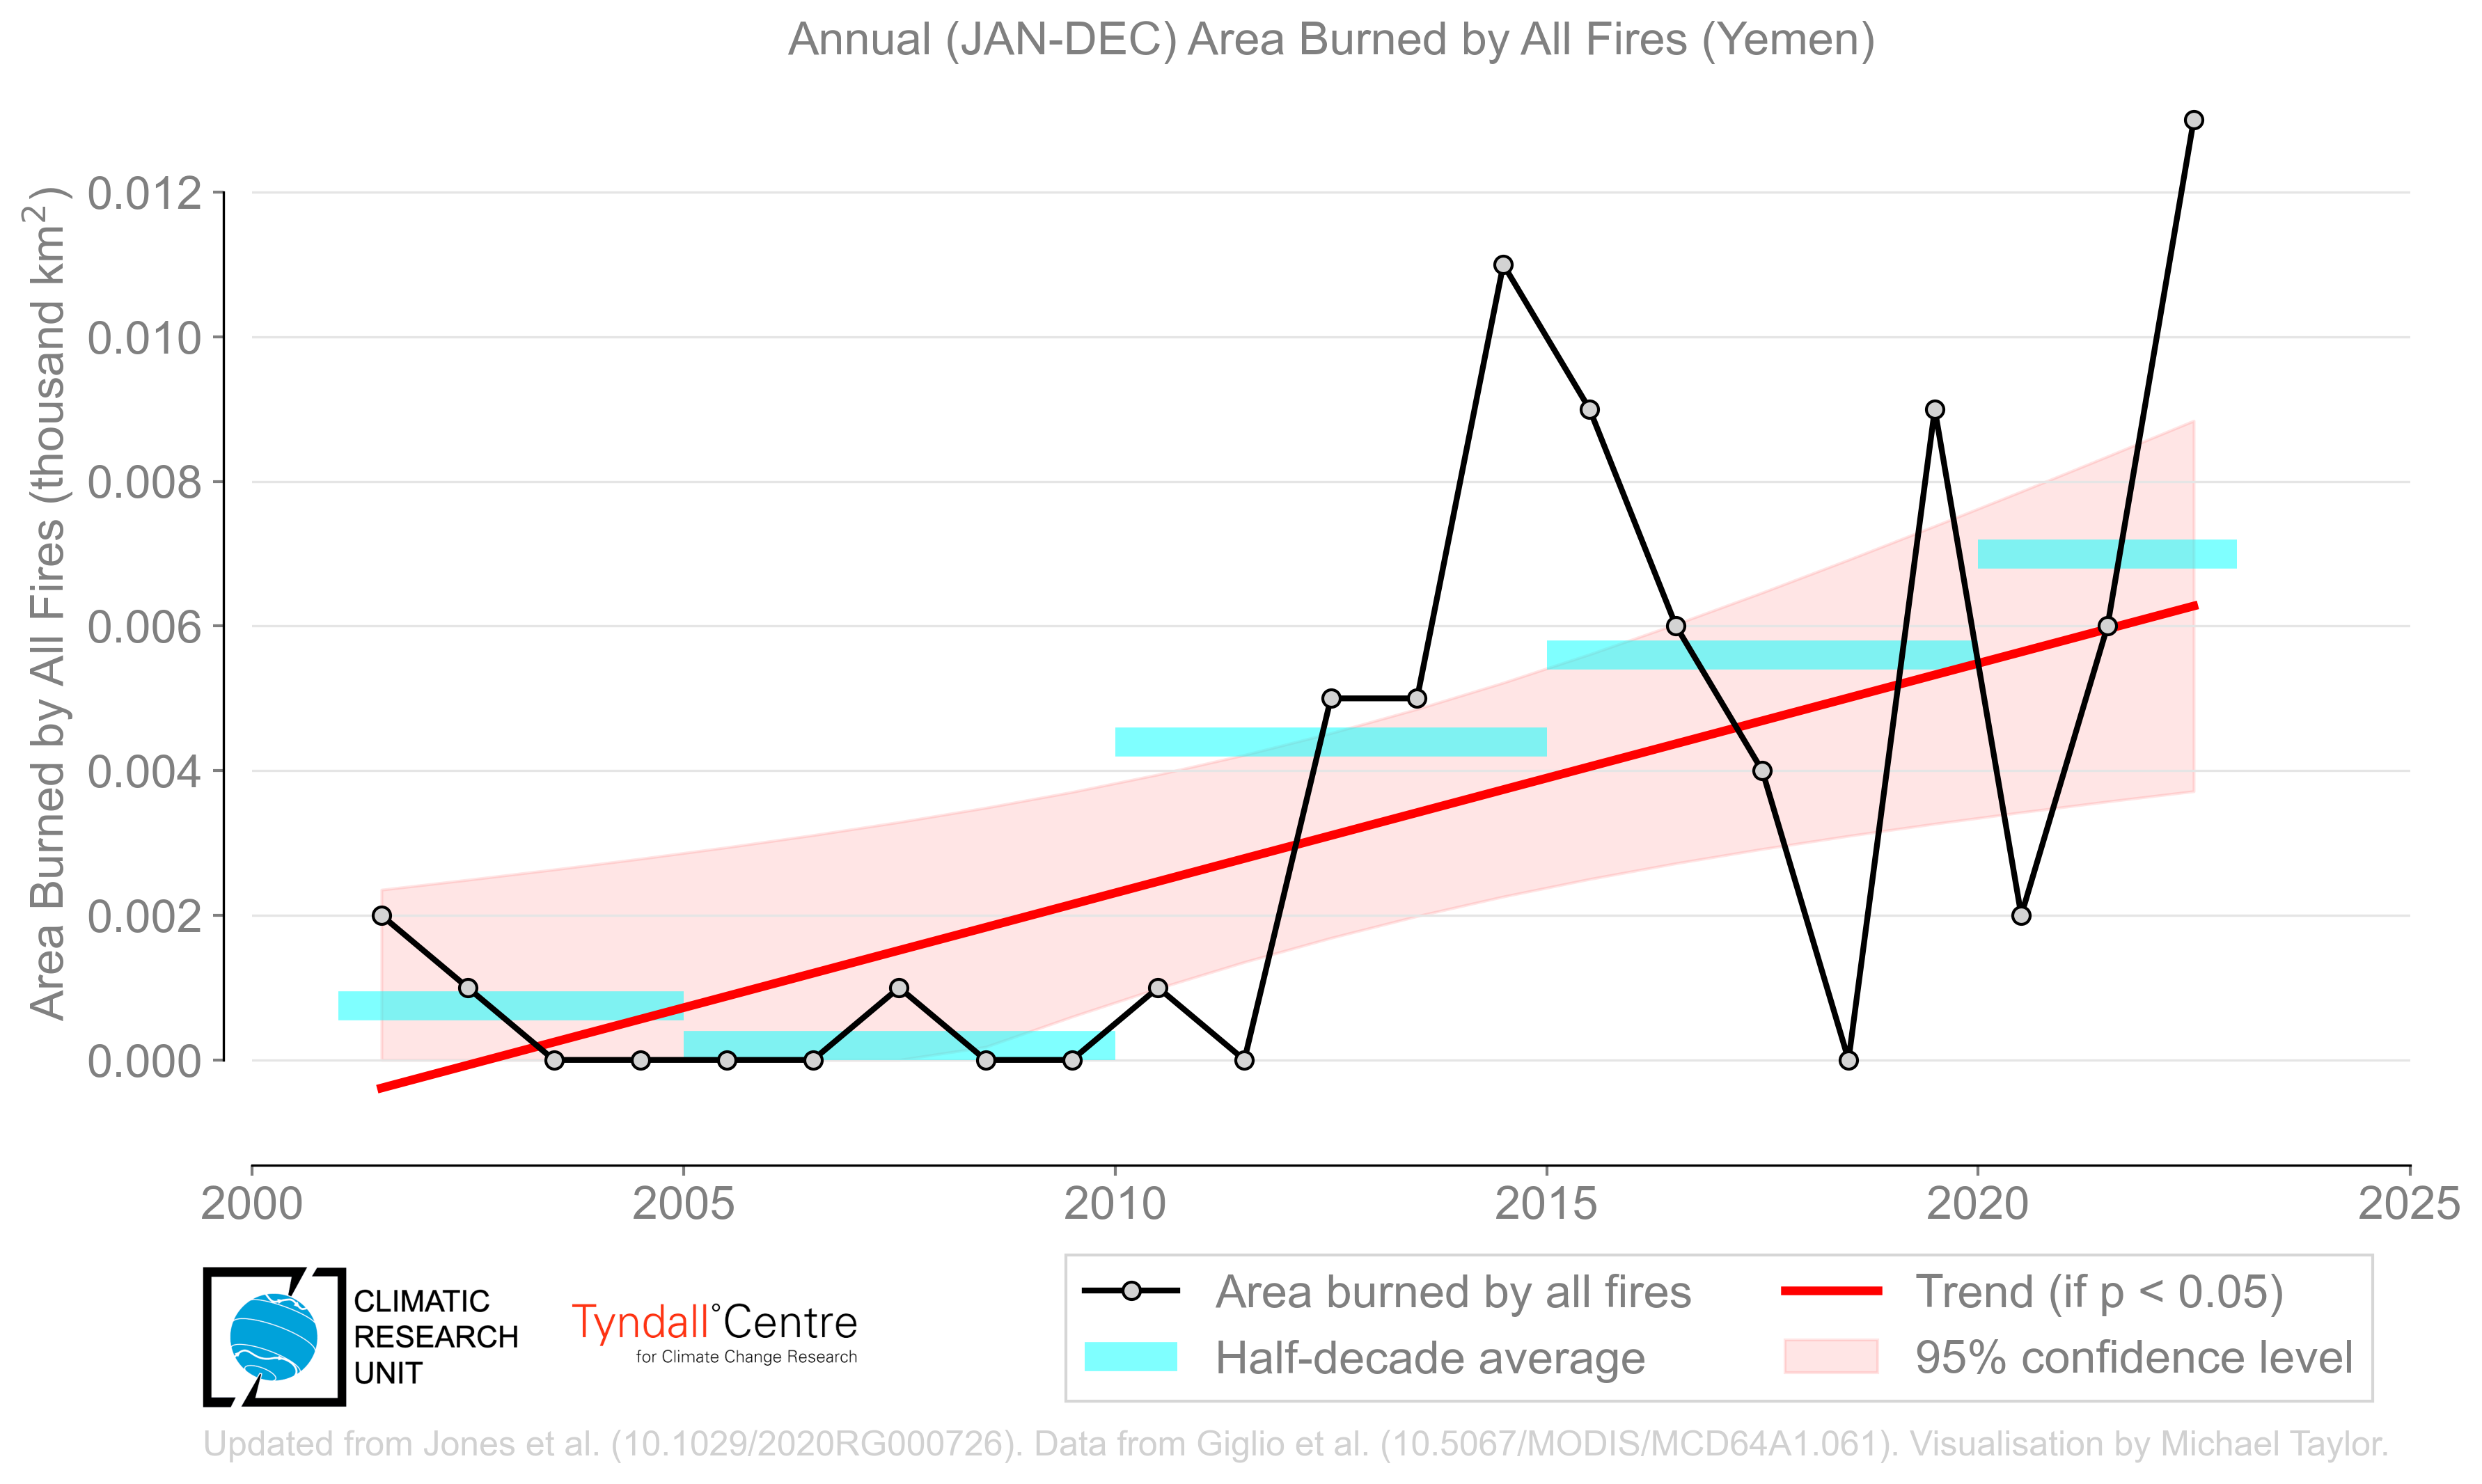 Annual (JAN-DEC) Area Burned by All Fires (Yemen)
Area Burned by All Fires (thousand km²)
0.012
0.010
0.008
0.006
0.004
0.002
0.000
2000 2005 2010 2015 2020 2025
CLIMATIC
RESEARCH
UNIT
Tyndall°Centre
for Climate Change Research
Area burned by all fires
Half-decade average
Trend (if p < 0.05)
95% confidence level
Updated from Jones et al. (10.1029/2020RG000726). Data from Giglio et al. (10.5067/MODIS/MCD64A1.061). Visualisation by Michael Taylor.